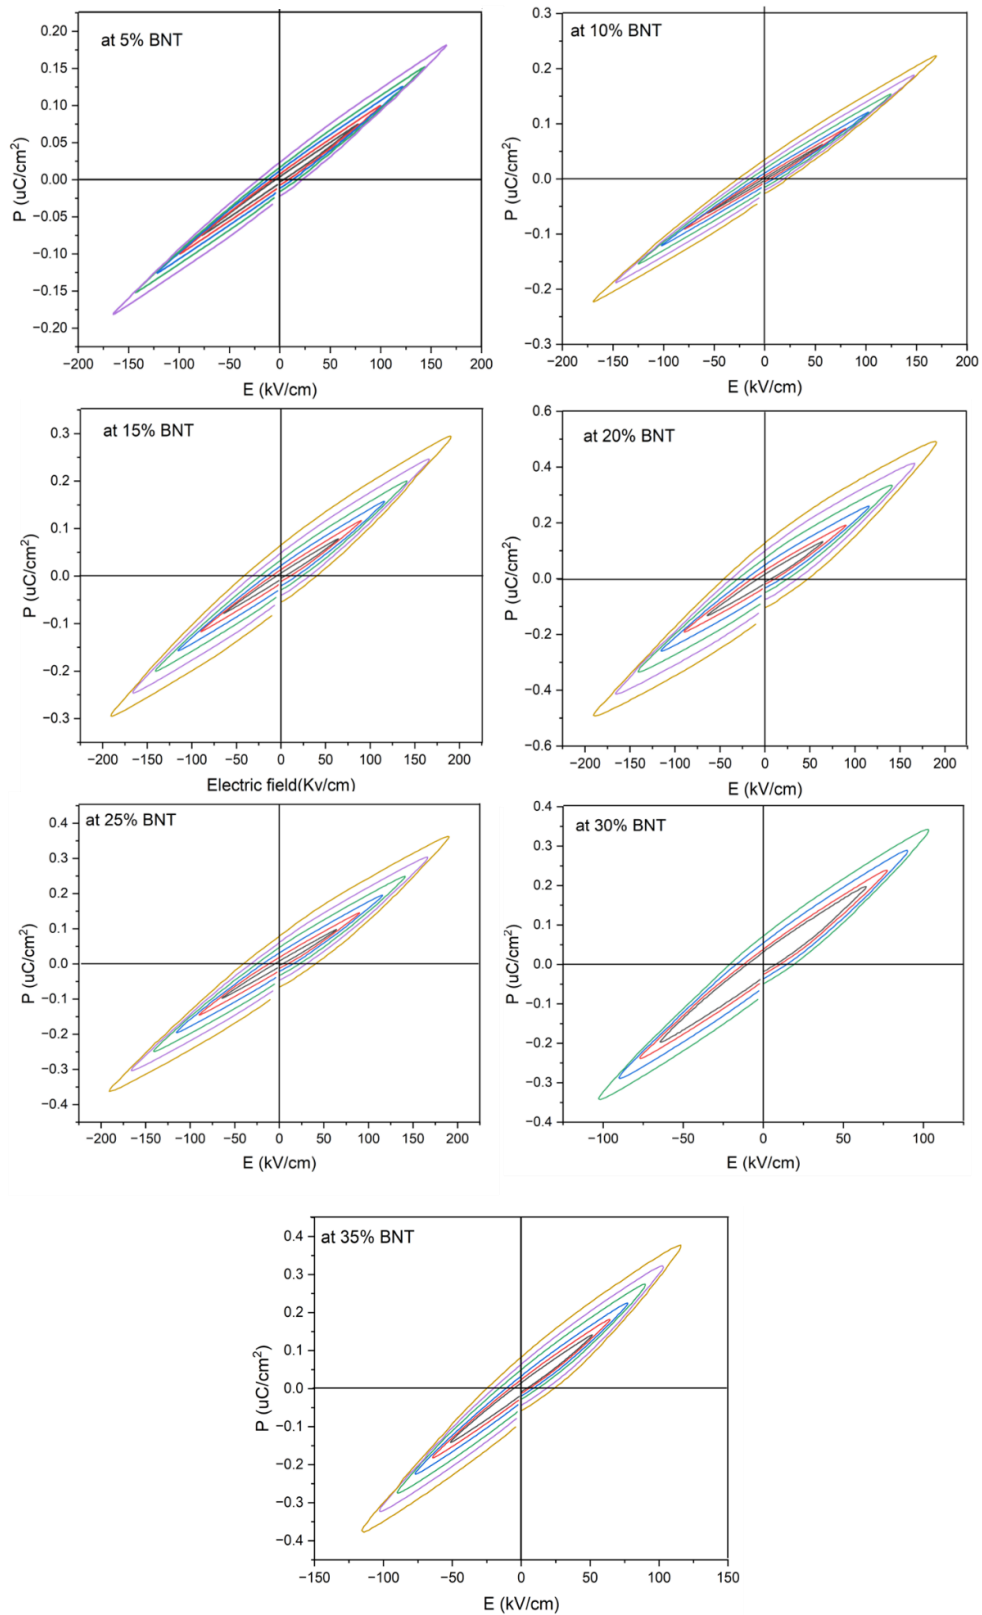 at 5% BNT
0.20
0.15
0.10
0.05
0.00
−0.05
−0.10
−0.15
−0.20
P (uC/cm²)
−200 −150 −100 −50 0 50 100 150 200
E (kV/cm)
at 10% BNT
0.3
0.2
0.1
0.0
−0.1
−0.2
−0.3
P (uC/cm²)
−200 −150 −100 −50 0 50 100 150 200
E (kV/cm)
at 15% BNT
0.3
0.2
0.1
0.0
−0.1
−0.2
−0.3
P (uC/cm²)
−200 −150 −100 −50 0 50 100 150 200
Electric field(Kv/cm)
at 20% BNT
0.6
0.4
0.2
0.0
−0.2
−0.4
−0.6
P (uC/cm²)
−200 −150 −100 −50 0 50 100 150 200
E (kV/cm)
at 25% BNT
0.4
0.3
0.2
0.1
0.0
−0.1
−0.2
−0.3
−0.4
P (uC/cm²)
−200 −150 −100 −50 0 50 100 150 200
E (kV/cm)
at 30% BNT
0.4
0.3
0.2
0.1
0.0
−0.1
−0.2
−0.3
−0.4
P (uC/cm²)
−100 −50 0 50 100
E (kV/cm)
at 35% BNT
0.4
0.3
0.2
0.1
0.0
−0.1
−0.2
−0.3
−0.4
P (uC/cm²)
−150 −100 −50 0 50 100 150
E (kV/cm)